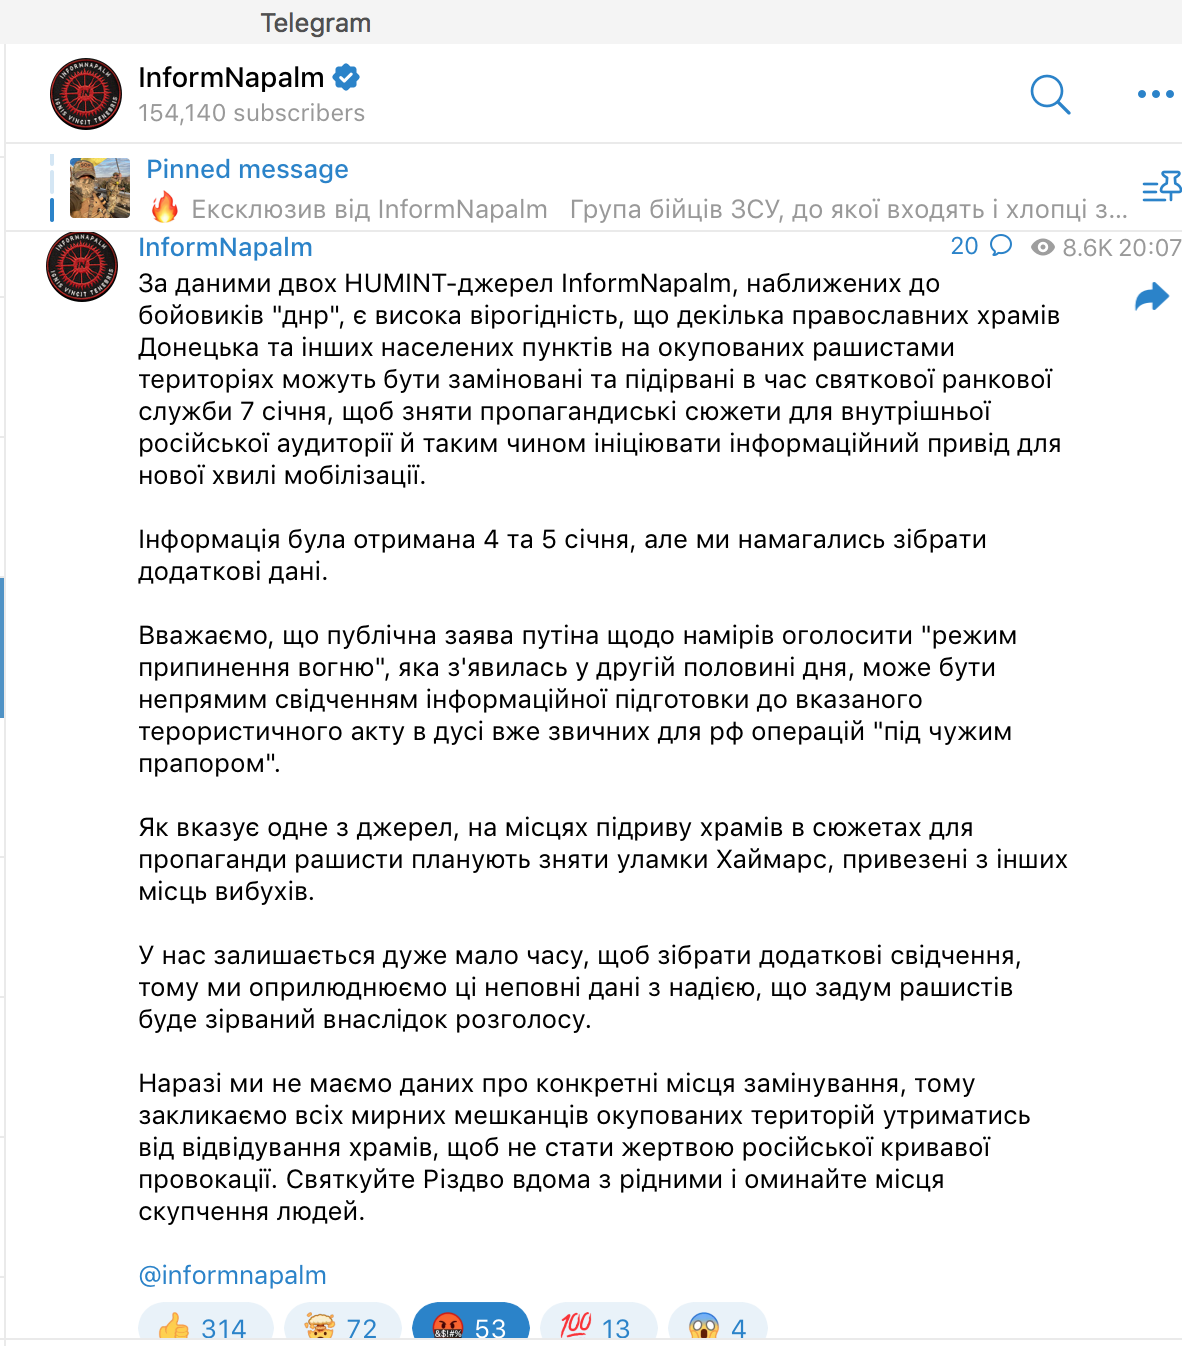 Telegram
InformNapalm
154,140 subscribers
Pinned message
🔥 Ексклюзив від InformNapalm Група бійців ЗСУ, до якої входять і хлопці з...
InformNapalm
20 8.6K 20:07
За даними двох HUMINT-джерел InformNapalm, наближених до
бойовиків "днр", є висока вірогідність, що декілька православних храмів
Донецька та інших населених пунктів на окупованих рашистами
територіях можуть бути заміновані та підірвані в час святкової ранкової
служби 7 січня, щоб зняти пропагандиські сюжети для внутрішньої
російської аудиторії й таким чином ініціювати інформаційний привід для
нової хвилі мобілізації.
Інформація була отримана 4 та 5 січня, але ми намагались зібрати
додаткові дані.
Вважаємо, що публічна заява путіна щодо намірів оголосити "режим
припинення вогню", яка з'явилась у другій половині дня, може бути
непрямим свідченням інформаційної підготовки до вказаного
терористичного акту в дусі вже звичних для рф операцій "під чужим
прапором".
Як вказує одне з джерел, на місцях підриву храмів в сюжетах для
пропаганди рашисти планують зняти уламки Хаймарс, привезені з інших
місць вибухів.
У нас залишається дуже мало часу, щоб зібрати додаткові свідчення,
тому ми оприлюднюємо ці неповні дані з надією, що задум рашистів
буде зірваний внаслідок розголосу.
Наразі ми не маємо даних про конкретні місця замінування, тому
закликаємо всіх мирних мешканців окупованих територій утриматись
від відвідування храмів, щоб не стати жертвою російської кривавої
провокації. Святкуйте Різдво вдома з рідними і оминайте місця
скупчення людей.
@informnapalm
👍 314 🤯 72 🤬 53 💯 13 😱 4